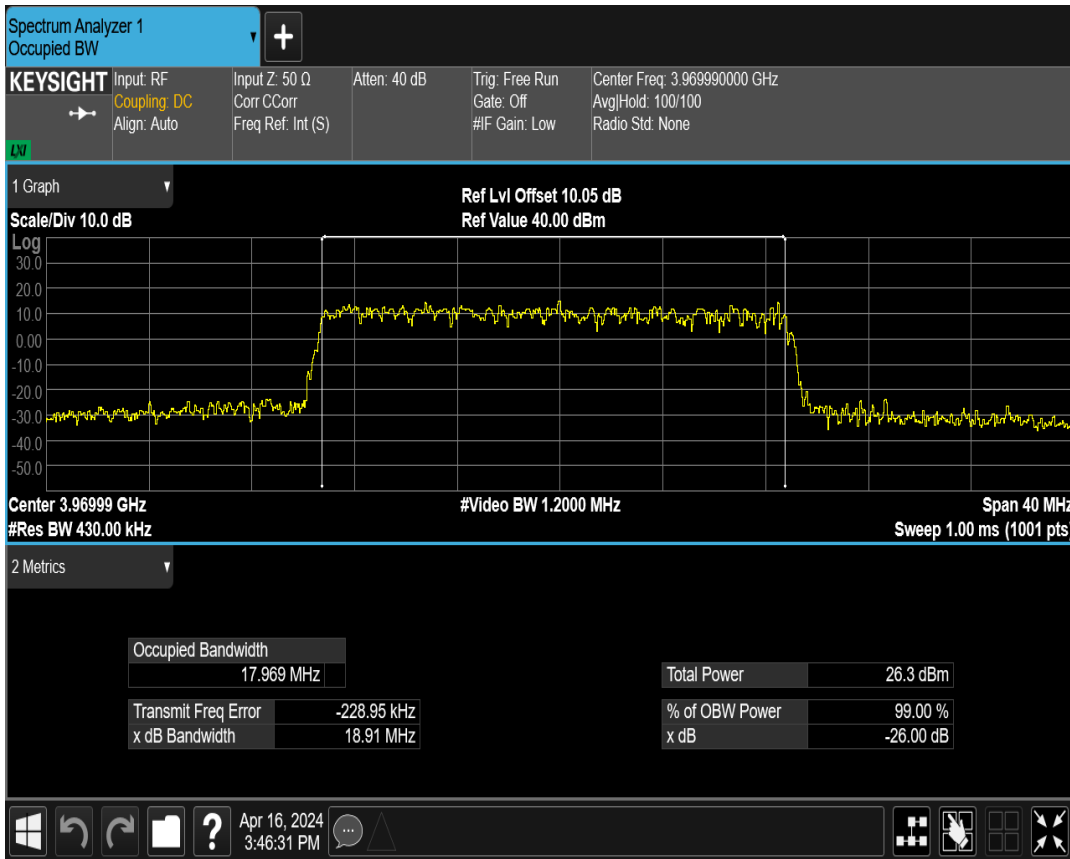 Spectrum Analyzer 1
Occupied BW
+
KEYSIGHT
LXI
Input: RF
Coupling: DC
Align: Auto
Input Z: 50 Ω
Corr CCorr
Freq Ref: Int (S)
Atten: 40 dB
Trig: Free Run
Gate: Off
#IF Gain: Low
Center Freq: 3.969990000 GHz
Avg|Hold: 100/100
Radio Std: None
1 Graph
Scale/Div 10.0 dB
Ref Lvl Offset 10.05 dB
Ref Value 40.00 dBm
Log
30.0
20.0
10.0
0.00
-10.0
-20.0
-30.0
-40.0
-50.0
Center 3.96999 GHz
#Res BW 430.00 kHz
#Video BW 1.2000 MHz
Span 40 MHz
Sweep 1.00 ms (1001 pts)
2 Metrics
Occupied Bandwidth
17.969 MHz
Transmit Freq Error -228.95 kHz
x dB Bandwidth 18.91 MHz
Total Power 26.3 dBm
% of OBW Power 99.00 %
x dB -26.00 dB
?
Apr 16, 2024
3:46:31 PM